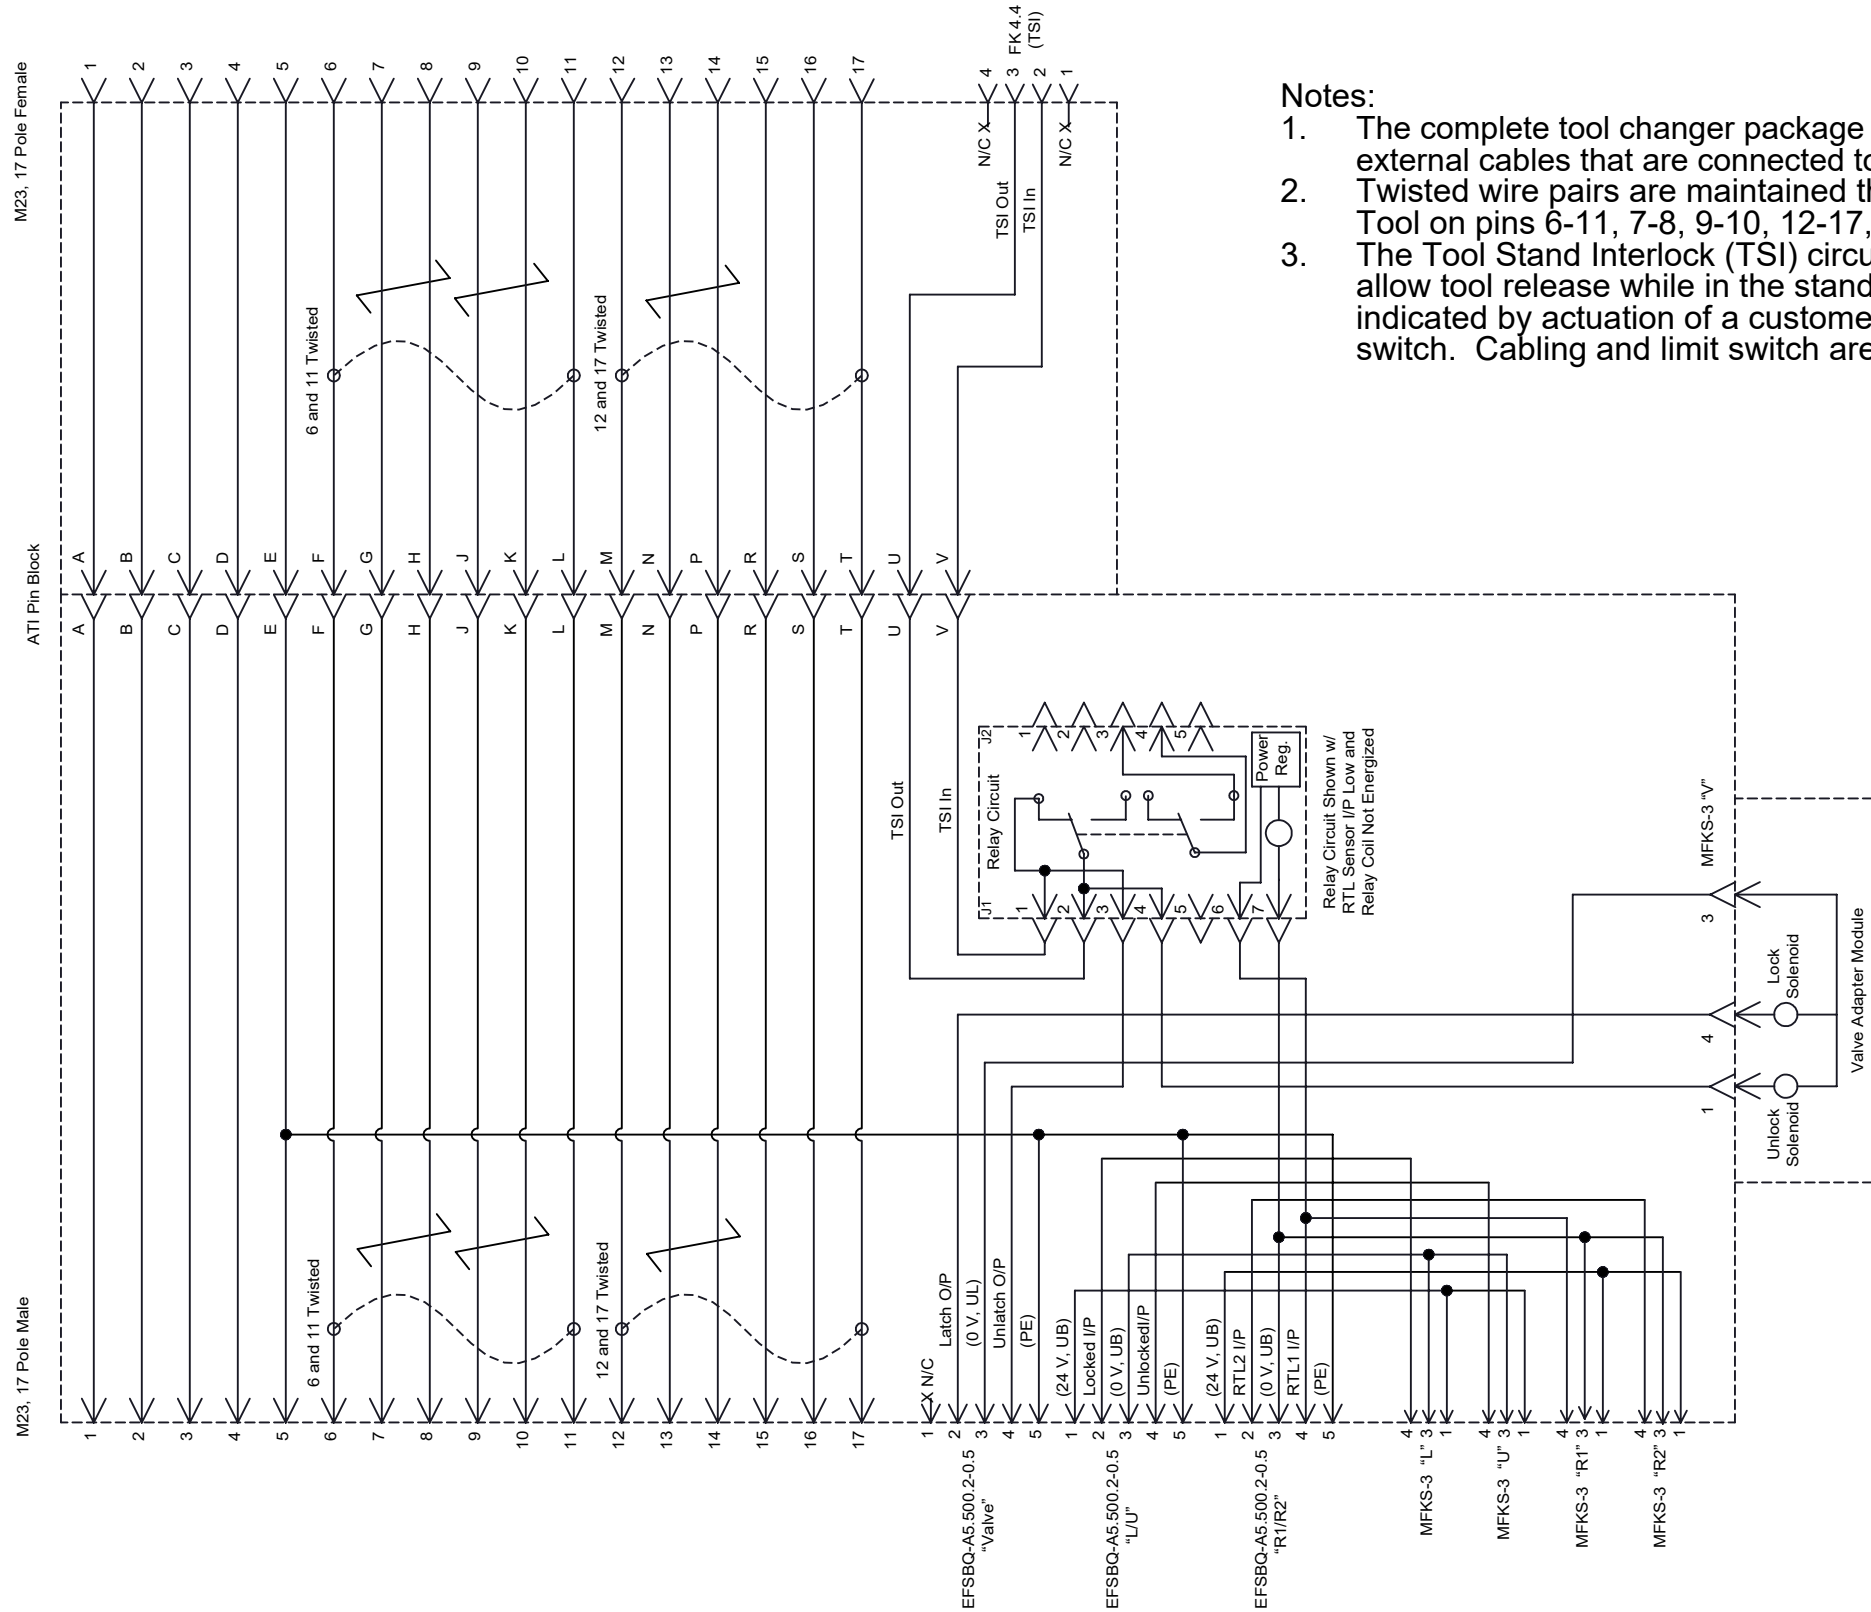 M23, 17 Pole Female
1
2
3
4
5
6
7
8
9
10
11
12
13
14
15
16
17
4
3
2
1
FK 4.4
(TSI)
N/C X
N/C X
TSI Out
TSI In
6 and 11 Twisted
12 and 17 Twisted
Notes:
1. The complete tool changer package
external cables that are connected
2. Twisted wire pairs are maintained
Tool on pins 6-11, 7-8, 9-10, 12-17,
3. The Tool Stand Interlock (TSI)
allow tool release while in the stand
indicated by actuation of a
switch. Cabling and limit switch are
ATI Pin Block
A
B
C
D
E
F
G
H
J
K
L
M
N
P
R
S
T
U
V
A
B
C
D
E
F
G
H
J
K
L
M
N
P
R
S
T
U
V
TSI Out
TSI In
J2
1
2
3
4
5
Relay Circuit
Power
Reg.
J1
1
2
3
4
5
6
7
Relay Circuit Shown w/
RTL Sensor I/P Low and
Relay Coil Not Energized
MFKS-3 “V”
3
4
1
Lock
Solenoid
Unlock
Solenoid
Valve Adapter Module
M23, 17 Pole Male
6 and 11 Twisted
12 and 17 Twisted
1
2
3
4
5
6
7
8
9
10
11
12
13
14
15
16
17
X N/C
Latch O/P
(0 V, UL)
Unlatch O/P
(PE)
(24 V, UB)
Locked I/P
(0 V, UB)
UnlockedI/P
(PE)
(24 V, UB)
RTL2 I/P
(0 V, UB)
RTL1 I/P
(PE)
1
2
3
4
5
EFSBQ-A5.500.2-0.5
“Valve”
1
2
3
4
5
EFSBQ-A5.500.2-0.5
“L/U”
1
2
3
4
5
EFSBQ-A5.500.2-0.5
“R1/R2”
4
3
1
MFKS-3 “L”
4
3
1
MFKS-3 “U”
4
3
1
MFKS-3 “R1”
4
3
1
MFKS-3 “R2”